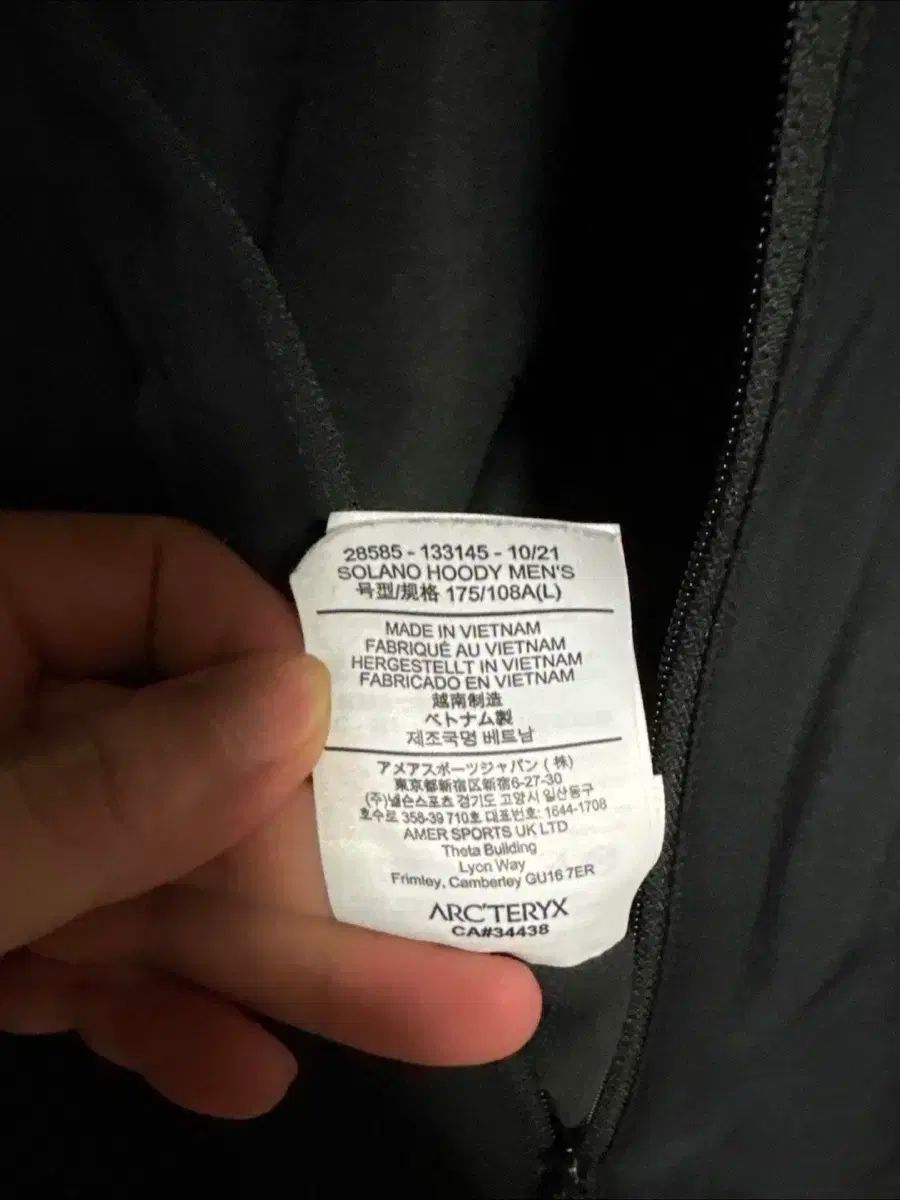 28585 - 133145 - 10/21
SOLANO HOODY MEN'S
号型/规格 175/108A(L)
MADE IN VIETNAM
FABRIQUÉ AU VIETNAM
HERGESTELLT IN VIETNAM
FABRICADO EN VIETNAM
越南制造
ベトナム製
제조국명 베트남
アメアスポーツジャパン (株)
東京都新宿区新宿6-27-30
(주)넬슨스포츠 경기도 고양시 일산동구
호수로 358-39 710호 대표번호: 1644-1708
AMER SPORTS UK LTD
Theta Building
Lyon Way
Frimley, Camberley GU16 7ER
ARC'TERYX
CA#34438